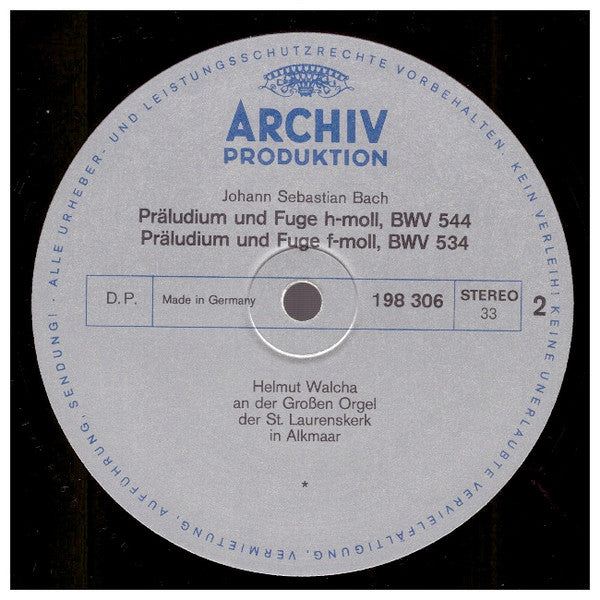 · ALLE URHEBER- UND LEISTUNGSSCHUTZRECHTE VORBEHALTEN. KEIN VERLEIH! KEINE UNERLAUBTE VERVIELFÄLTIGUNG, VERMIETUNG, AUFFÜHRUNG, SENDUNG!
ARCHIV
PRODUKTION
Johann Sebastian Bach
Präludium und Fuge h-moll, BWV 544
Präludium und Fuge f-moll, BWV 534
D.P. Made in Germany 198 306 STEREO 2
33
Helmut Walcha
an der Großen Orgel
der St. Laurenskerk
in Alkmaar
*